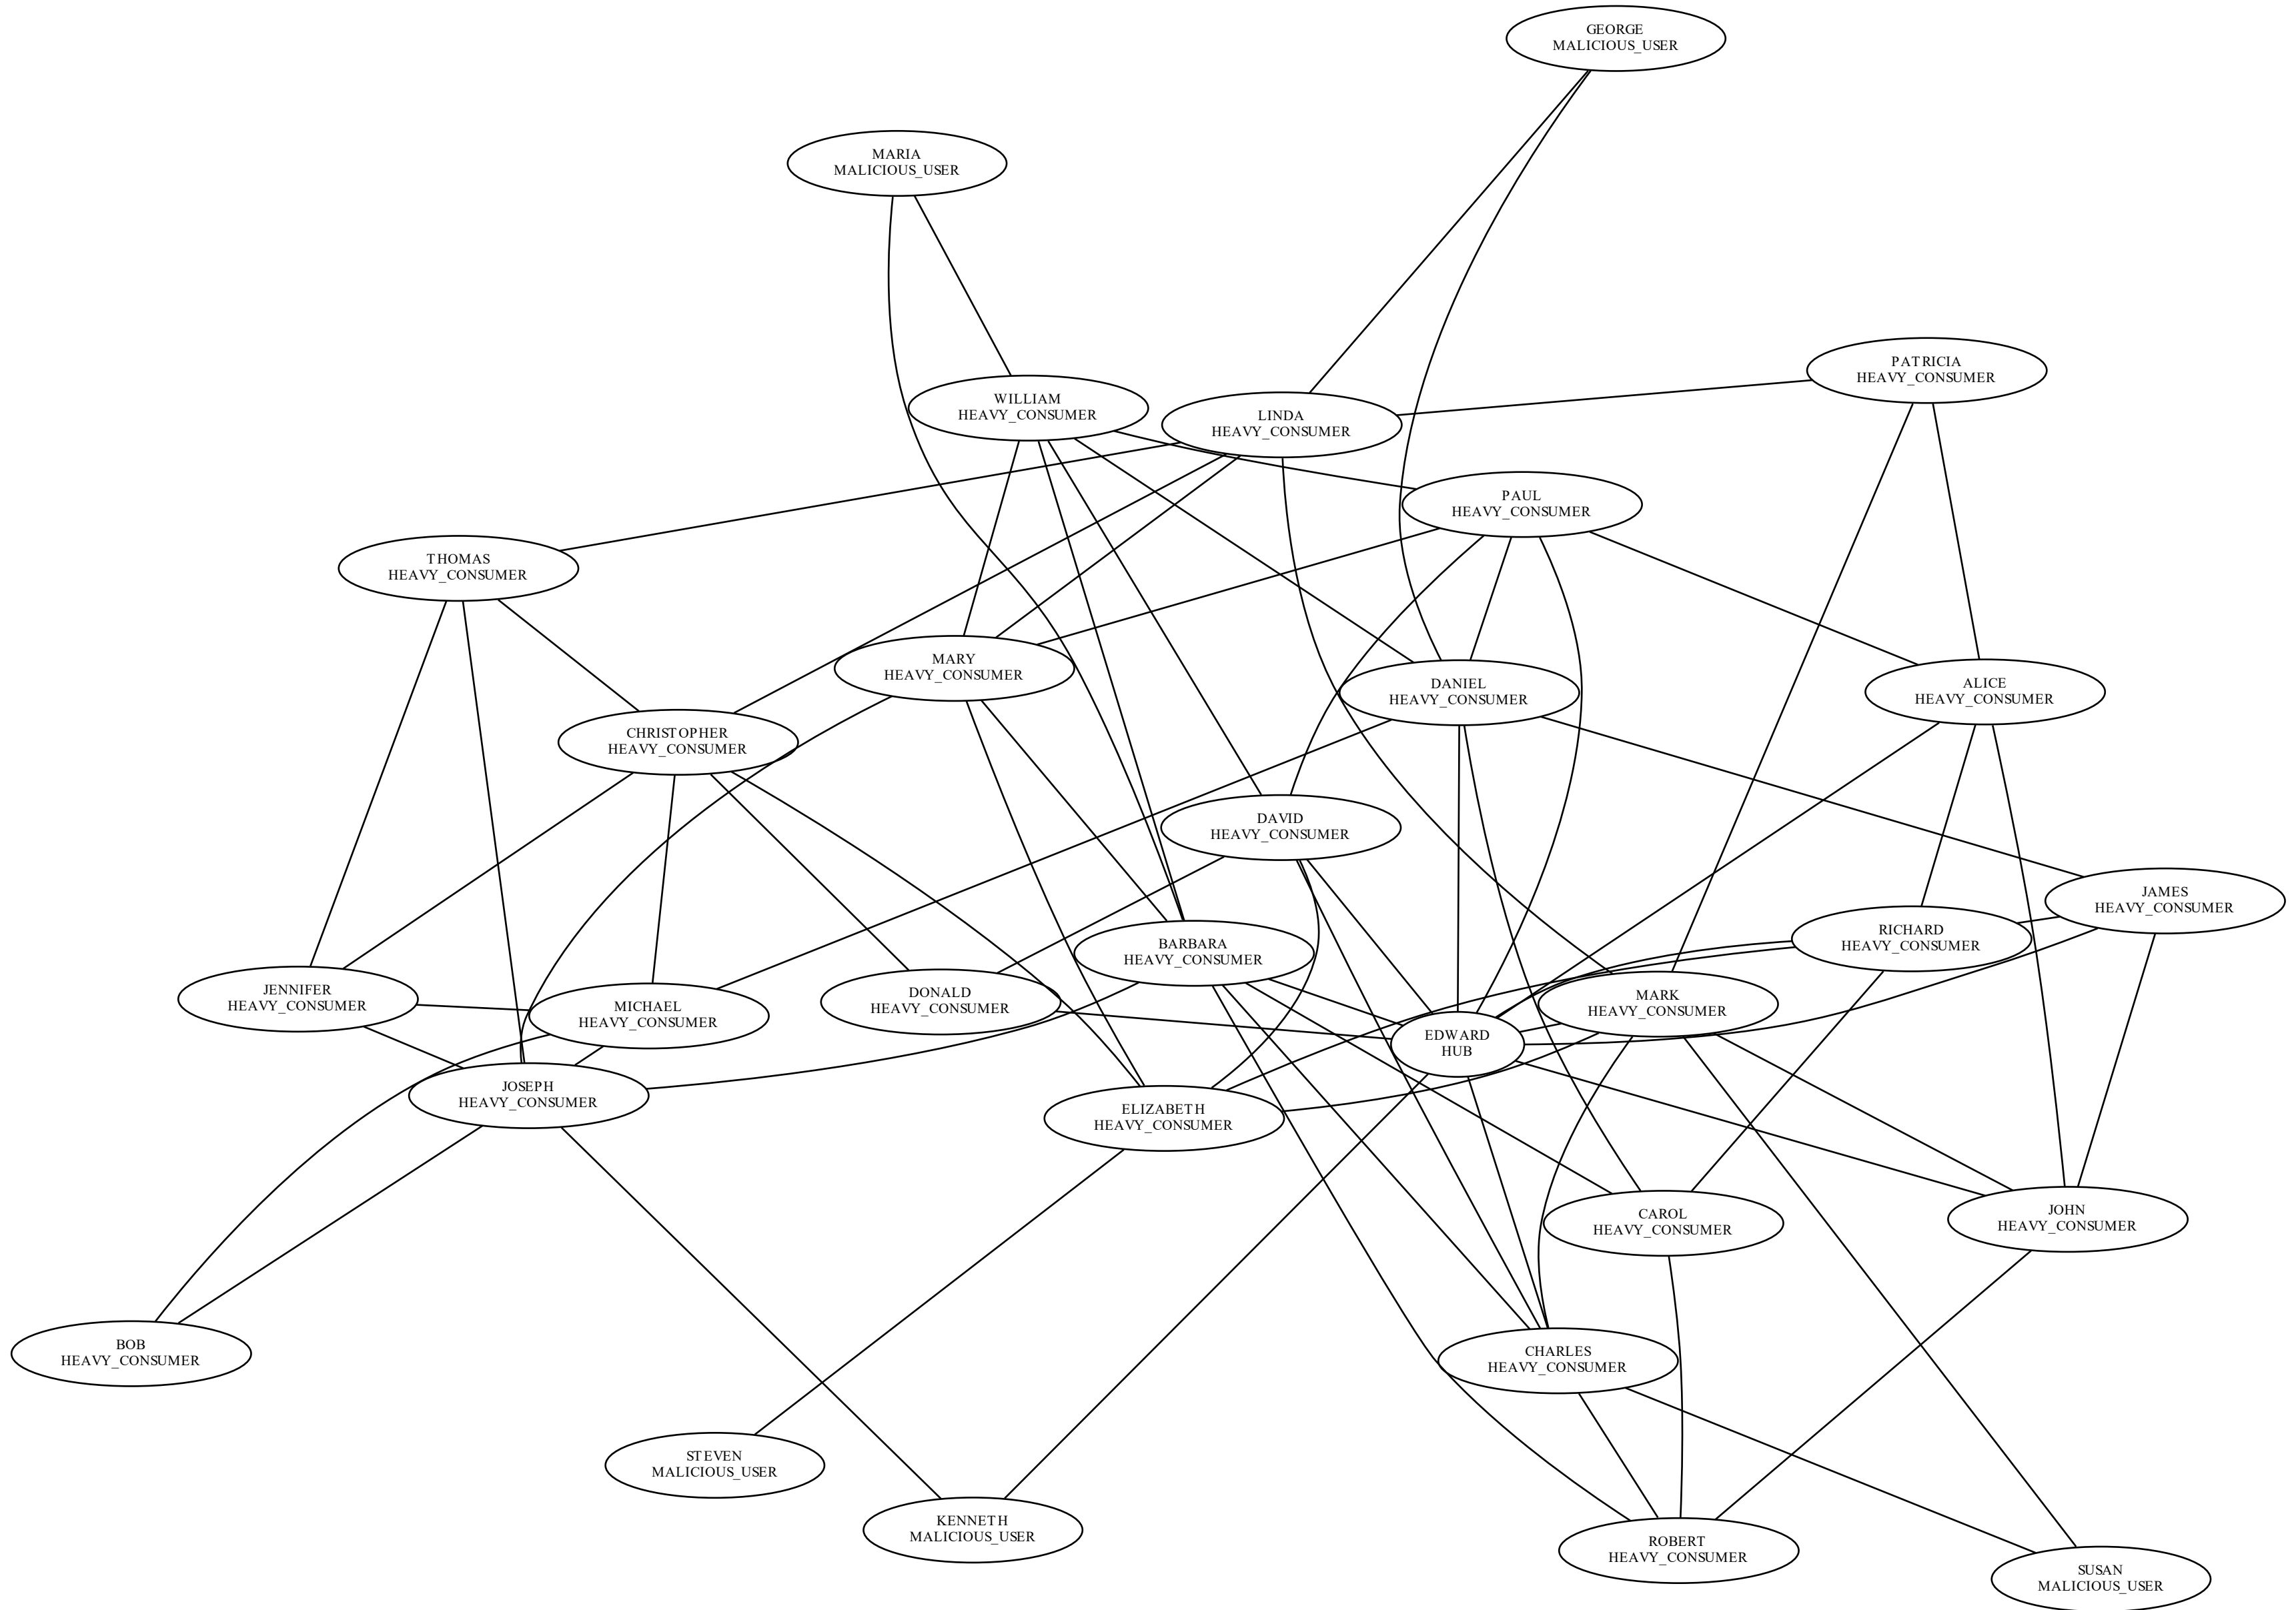 GEORGE
MALICIOUS_USER
MARIA
MALICIOUS_USER
PATRICIA
HEAVY_CONSUMER
WILLIAM
HEAVY_CONSUMER
LINDA
HEAVY_CONSUMER
PAUL
HEAVY_CONSUMER
THOMAS
HEAVY_CONSUMER
MARY
HEAVY_CONSUMER
DANIEL
HEAVY_CONSUMER
ALICE
HEAVY_CONSUMER
CHRISTOPHER
HEAVY_CONSUMER
DAVID
HEAVY_CONSUMER
JAMES
HEAVY_CONSUMER
RICHARD
HEAVY_CONSUMER
BARBARA
HEAVY_CONSUMER
JENNIFER
HEAVY_CONSUMER
DONALD
HEAVY_CONSUMER
MARK
HEAVY_CONSUMER
MICHAEL
HEAVY_CONSUMER
EDWARD
HUB
JOSEPH
HEAVY_CONSUMER
ELIZABETH
HEAVY_CONSUMER
JOHN
HEAVY_CONSUMER
CAROL
HEAVY_CONSUMER
BOB
HEAVY_CONSUMER
CHARLES
HEAVY_CONSUMER
STEVEN
MALICIOUS_USER
KENNETH
MALICIOUS_USER
ROBERT
HEAVY_CONSUMER
SUSAN
MALICIOUS_USER